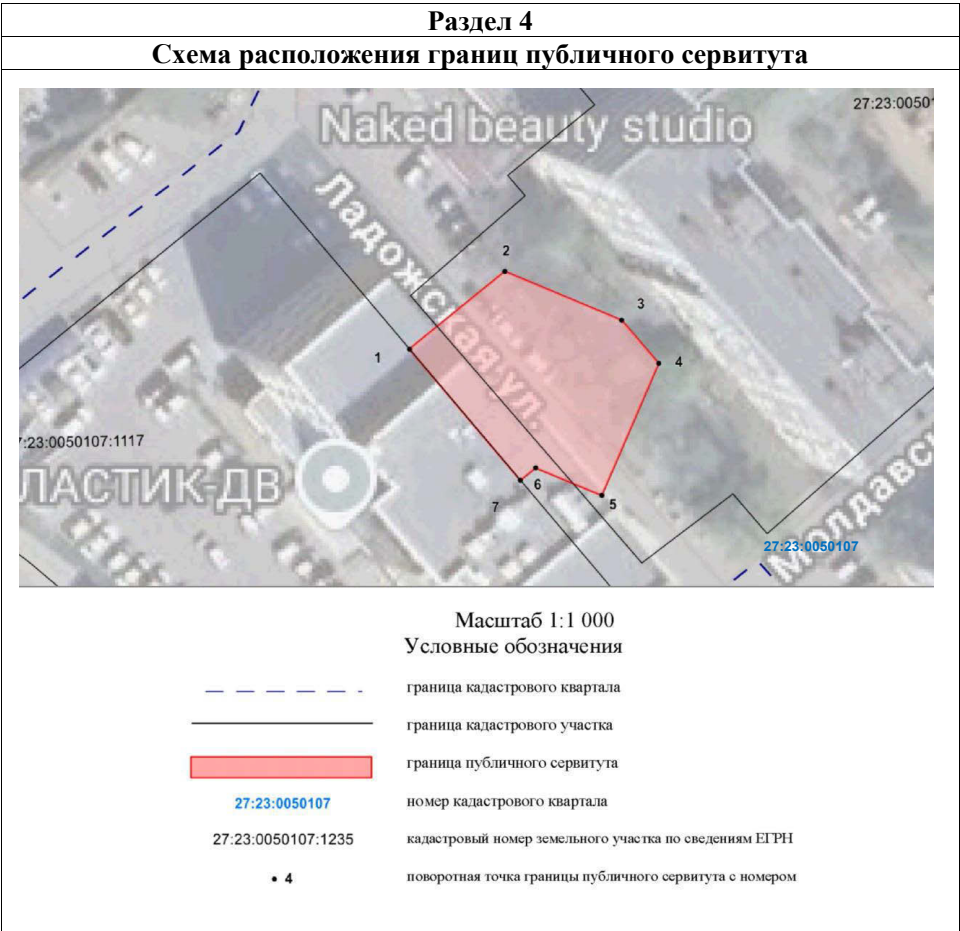 Раздел 4
Схема расположения границ публичного сервитута
27:23:0050
Naked beauty studio
Ладожская ул.
2
3
1
4
:23:0050107:1117
ЛАСТИК-ДВ
6
5
7
Молдавс
27:23:0050107
Масштаб 1:1 000
Условные обозначения
граница кадастрового квартала
граница кадастрового участка
граница публичного сервитута
27:23:0050107 номер кадастрового квартала
27:23:0050107:1235 кадастровый номер земельного участка по сведениям ЕГРН
• 4 поворотная точка границы публичного сервитута с номером